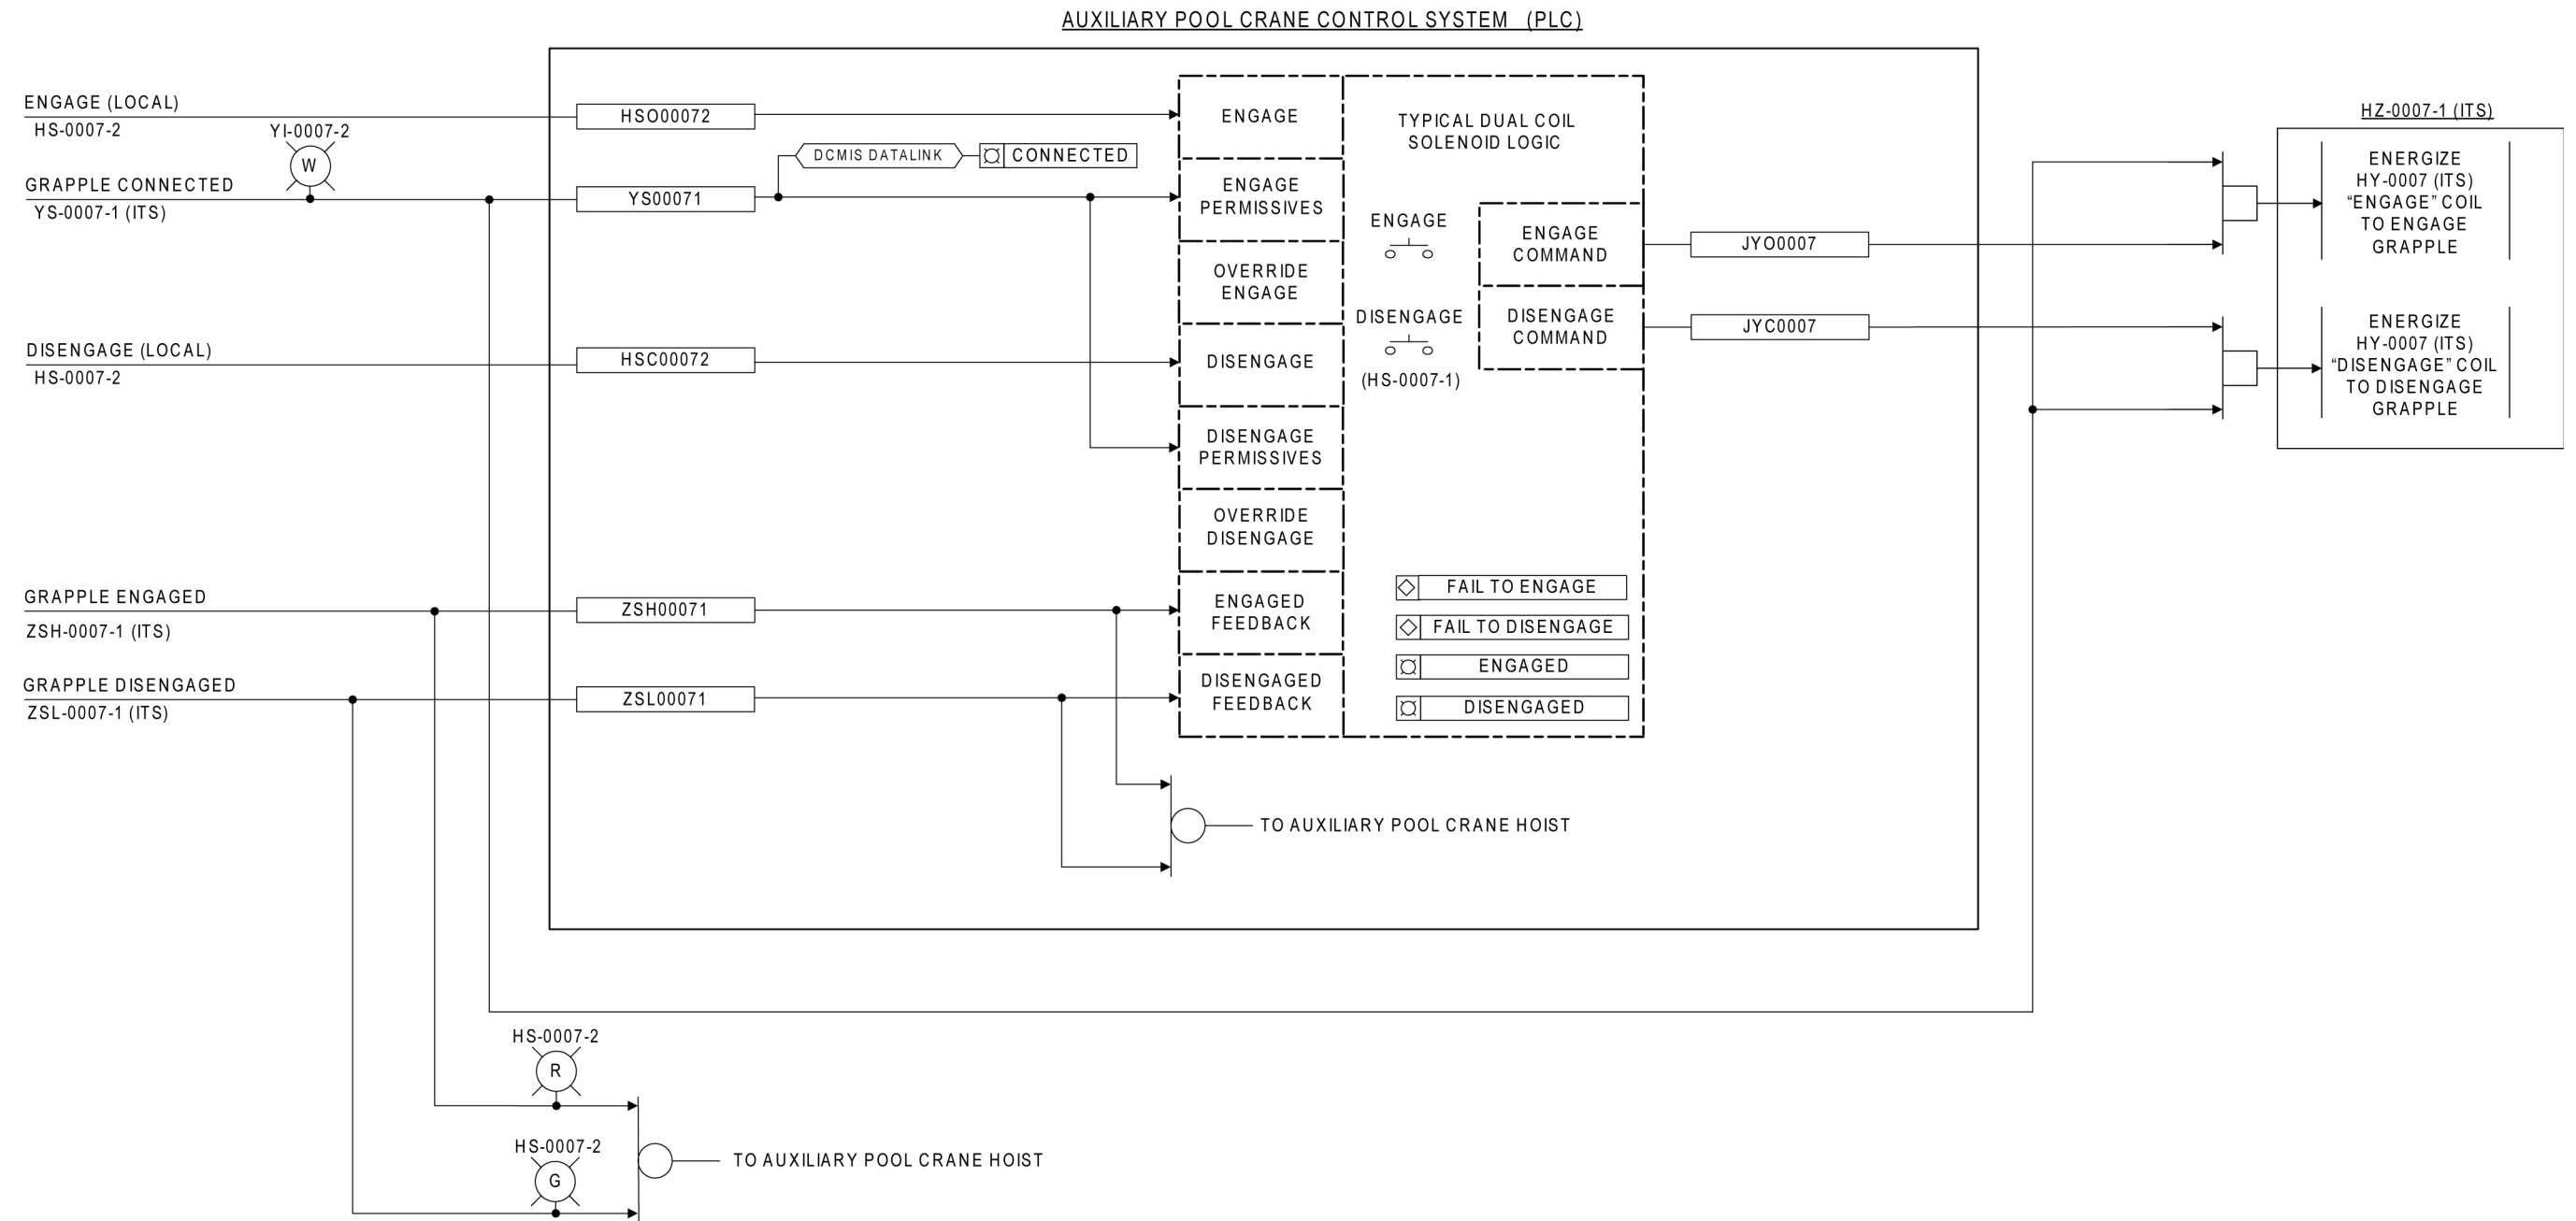 AUXILIARY POOL CRANE CONTROL SYSTEM (PLC)
ENGAGE (LOCAL)
HS-0007-2
YI-0007-2
W
GRAPPLE CONNECTED
YS-0007-1 (ITS)
DISENGAGE (LOCAL)
HS-0007-2
GRAPPLE ENGAGED
ZSH-0007-1 (ITS)
GRAPPLE DISENGAGED
ZSL-0007-1 (ITS)
HSO00072
DCMIS DATALINK
CONNECTED
YS00071
HSC00072
ZSH00071
ZSL00071
ENGAGE
ENGAGE
PERMISSIVES
OVERRIDE
ENGAGE
DISENGAGE
DISENGAGE
PERMISSIVES
OVERRIDE
DISENGAGE
ENGAGED
FEEDBACK
DISENGAGED
FEEDBACK
TYPICAL DUAL COIL
SOLENOID LOGIC
ENGAGE
DISENGAGE
(HS-0007-1)
ENGAGE
COMMAND
DISENGAGE
COMMAND
FAIL TO ENGAGE
FAIL TO DISENGAGE
ENGAGED
DISENGAGED
JYO0007
JYC0007
HZ-0007-1 (ITS)
ENERGIZE
HY-0007 (ITS)
“ENGAGE” COIL
TO ENGAGE
GRAPPLE
ENERGIZE
HY-0007 (ITS)
“DISENGAGE” COIL
TO DISENGAGE
GRAPPLE
TO AUXILIARY POOL CRANE HOIST
HS-0007-2
R
HS-0007-2
G
TO AUXILIARY POOL CRANE HOIST